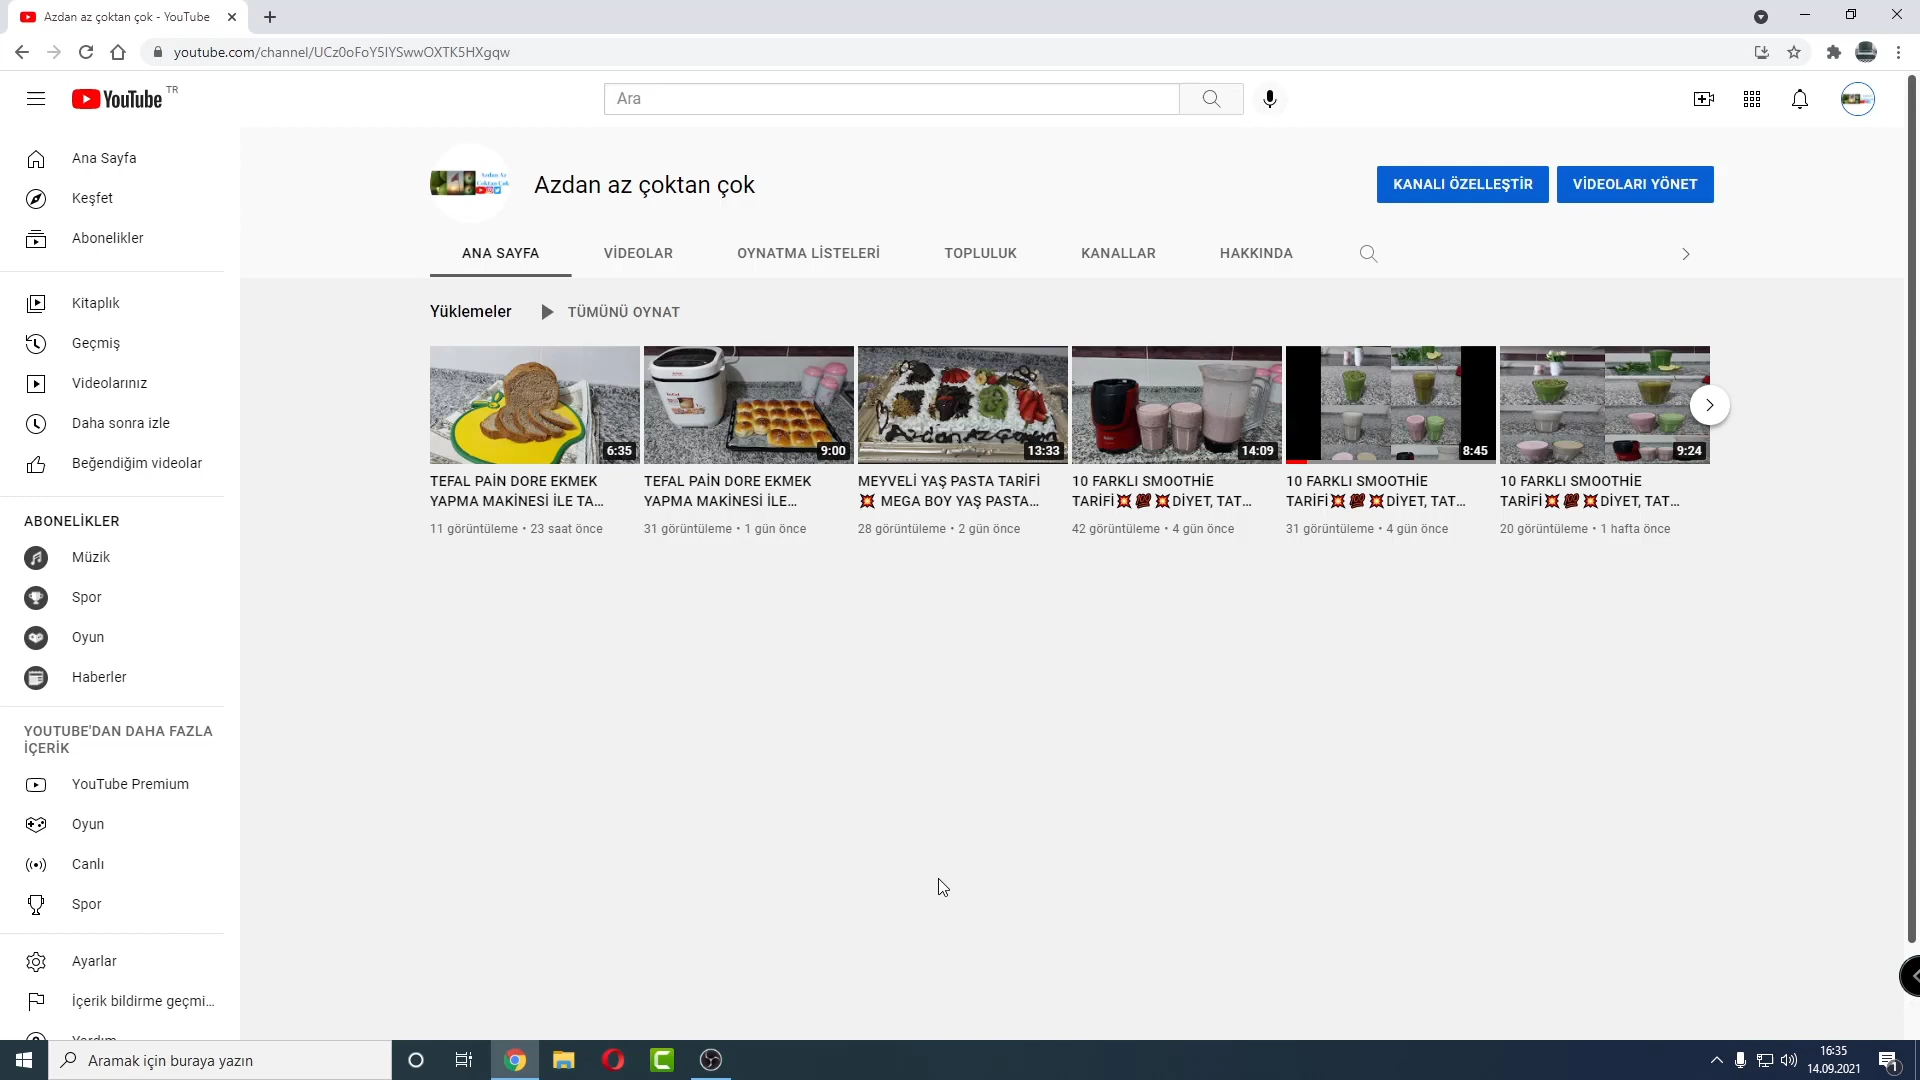 Azdan az çoktan çok - YouTube
youtube.com/channel/UCz0oFoY5IYSwwOXTK5HXgqw
YouTube TR
Ara
Ana Sayfa
Keşfet
Abonelikler
Kitaplık
Geçmiş
Videolarınız
Daha sonra izle
Beğendiğim videolar
ABONELİKLER
Müzik
Spor
Oyun
Haberler
YOUTUBE'DAN DAHA FAZLA
İÇERİK
YouTube Premium
Oyun
Canlı
Spor
Ayarlar
İçerik bildirme geçmi...
Yardım
Azdan Az
Çoktan Çok
Azdan az çoktan çok
KANALI ÖZELLEŞTİR
VİDEOLARI YÖNET
ANA SAYFA
VİDEOLAR
OYNATMA LİSTELERİ
TOPLULUK
KANALLAR
HAKKINDA
Yüklemeler
TÜMÜNÜ OYNAT
6:35
TEFAL PAİN DORE EKMEK
YAPMA MAKİNESİ İLE TA...
11 görüntüleme • 23 saat önce
9:00
TEFAL PAİN DORE EKMEK
YAPMA MAKİNESİ İLE...
31 görüntüleme • 1 gün önce
13:33
MEYVELİ YAŞ PASTA TARİFİ
💥 MEGA BOY YAŞ PASTA...
28 görüntüleme • 2 gün önce
14:09
10 FARKLI SMOOTHİE
TARİFİ💥💯💥DİYET, TAT...
42 görüntüleme • 4 gün önce
8:45
10 FARKLI SMOOTHİE
TARİFİ💥💯💥DİYET, TAT...
31 görüntüleme • 4 gün önce
9:24
10 FARKLI SMOOTHİE
TARİFİ💥💯💥DİYET, TAT...
20 görüntüleme • 1 hafta önce
Aramak için buraya yazın
16:35
14.09.2021
1